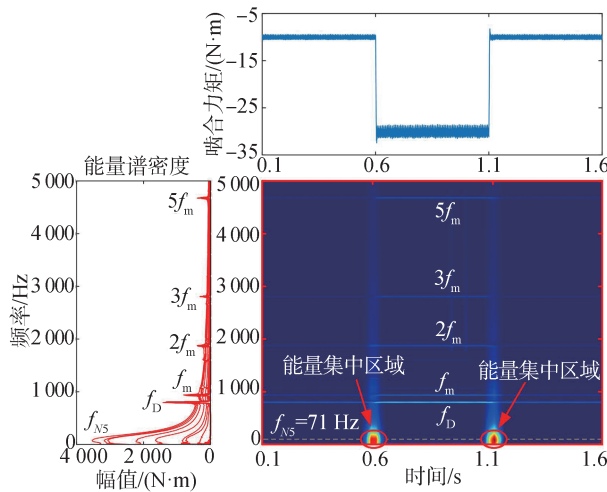 −5
−15
−25
−35
啮合力矩/(N·m)
0.1 0.6 1.1 1.6
能量谱密度
5 000
4 000
3 000
2 000
1 000
0
频率/Hz
5fm
3fm
2fm
fm
fD
fN5
4 000 2 000 0
幅值/(N·m)
5 000
4 000
3 000
2 000
1 000
0
5fm
3fm
2fm
能量集中区域
能量集中区域
fm
fD
fN5=71 Hz
0.1 0.6 1.1 1.6
时间/s